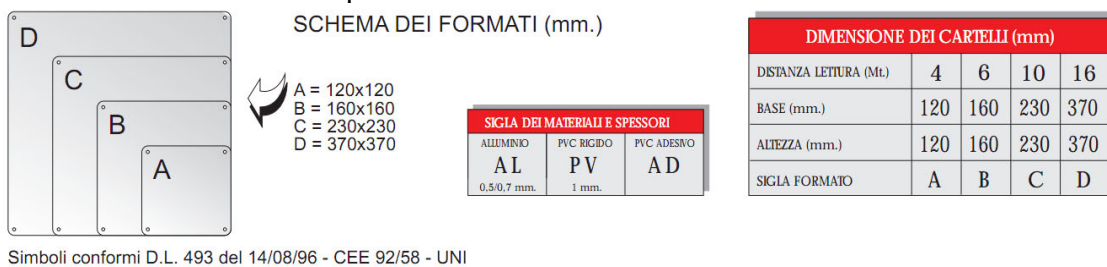 SCHEMA DEI FORMATI (mm.)
D
C
B
A
A = 120x120
B = 160x160
C = 230x230
D = 370x370
SIGLA DEI MATERIALI E SPESSORI
ALLUMINIO PVC RIGIDO PVC ADESIVO
AL PV AD
0,5/0,7 mm. 1 mm.
DIMENSIONE DEI CARTELLI (mm)
DISTANZA LETTURA (Mt.) 4 6 10 16
BASE (mm.) 120 160 230 370
ALTEZZA (mm.) 120 160 230 370
SIGLA FORMATO A B C D
Simboli conformi D.L. 493 del 14/08/96 - CEE 92/58 - UNI